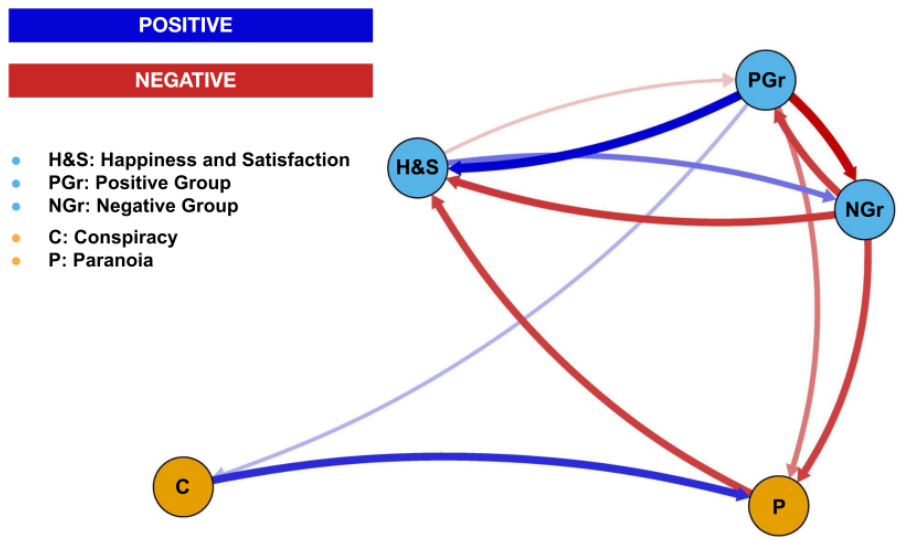 POSITIVE
NEGATIVE
H&S: Happiness and Satisfaction
PGr: Positive Group
NGr: Negative Group
C: Conspiracy
P: Paranoia
PGr
H&S
NGr
C
P